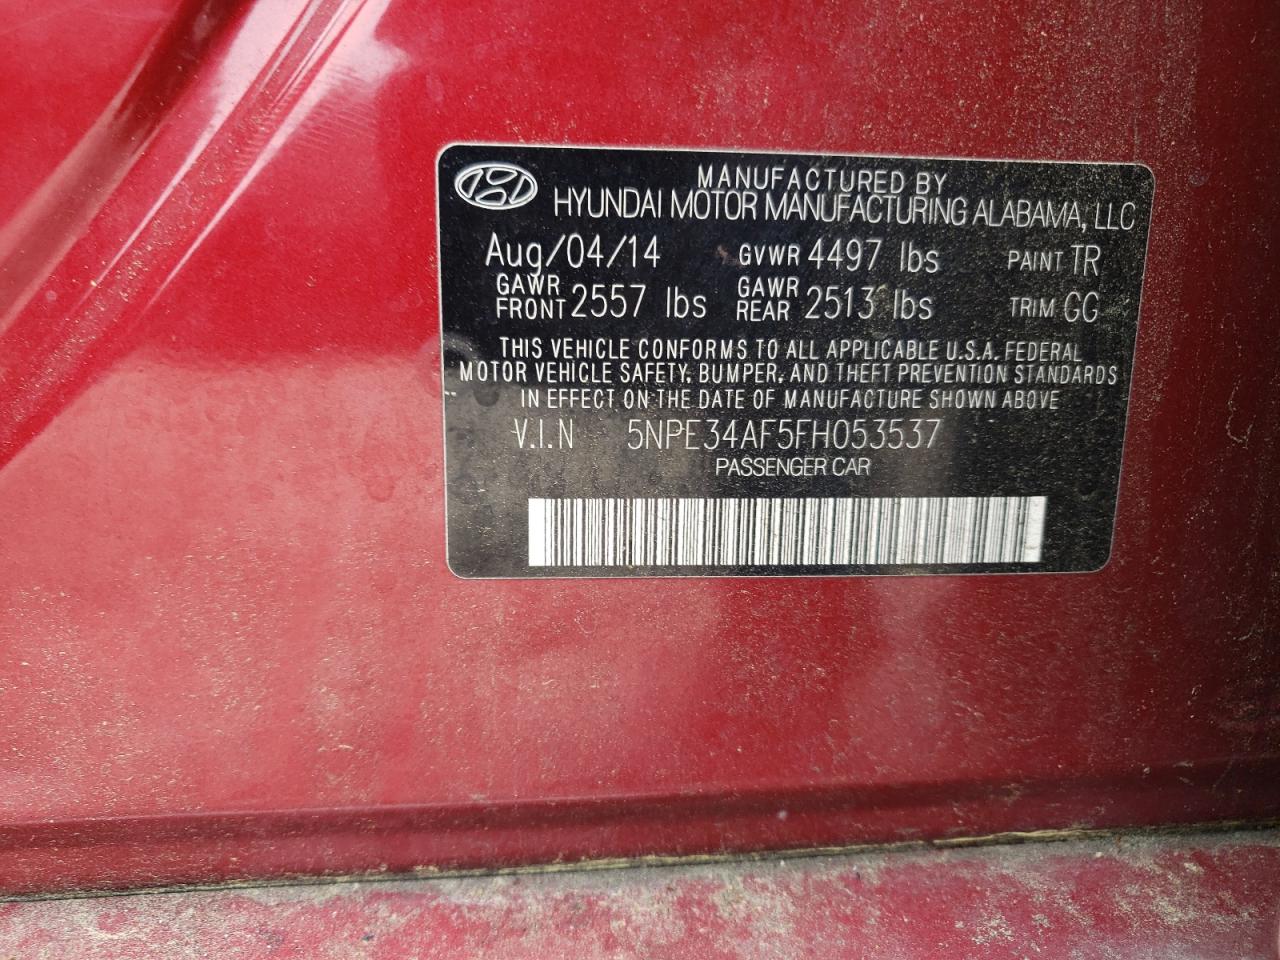 MANUFACTURED BY
HYUNDAI MOTOR MANUFACTURING ALABAMA, LLC
Aug/04/14 GVWR 4497 lbs PAINT TR
GAWR FRONT 2557 lbs GAWR REAR 2513 lbs TRIM GG
THIS VEHICLE CONFORMS TO ALL APPLICABLE U.S.A. FEDERAL
MOTOR VEHICLE SAFETY, BUMPER, AND THEFT PREVENTION STANDARDS
IN EFFECT ON THE DATE OF MANUFACTURE SHOWN ABOVE
V.I.N 5NPE34AF5FH053537
PASSENGER CAR